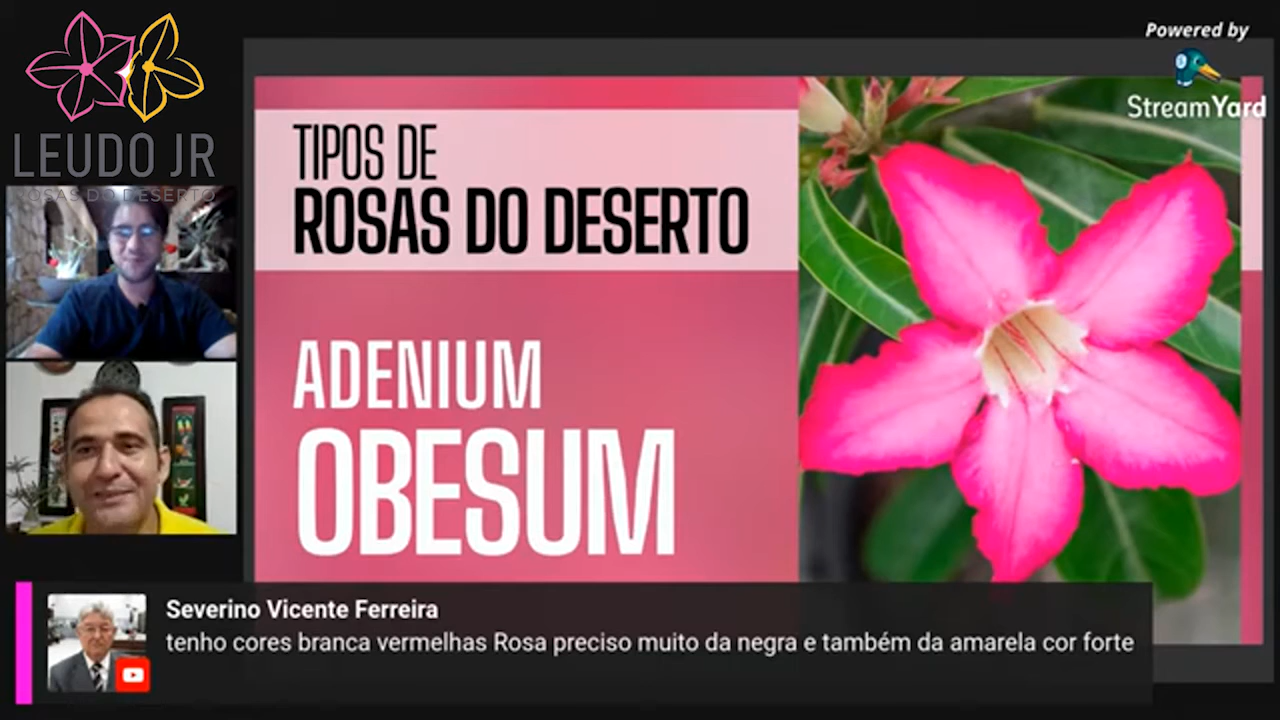 LEUDO JR
ROSAS DO DESERTO
Powered by
StreamYard
TIPOS DE
ROSAS DO DESERTO
ADENIUM
OBESUM
Severino Vicente Ferreira
tenho cores branca vermelhas Rosa preciso muito da negra e também da amarela cor forte